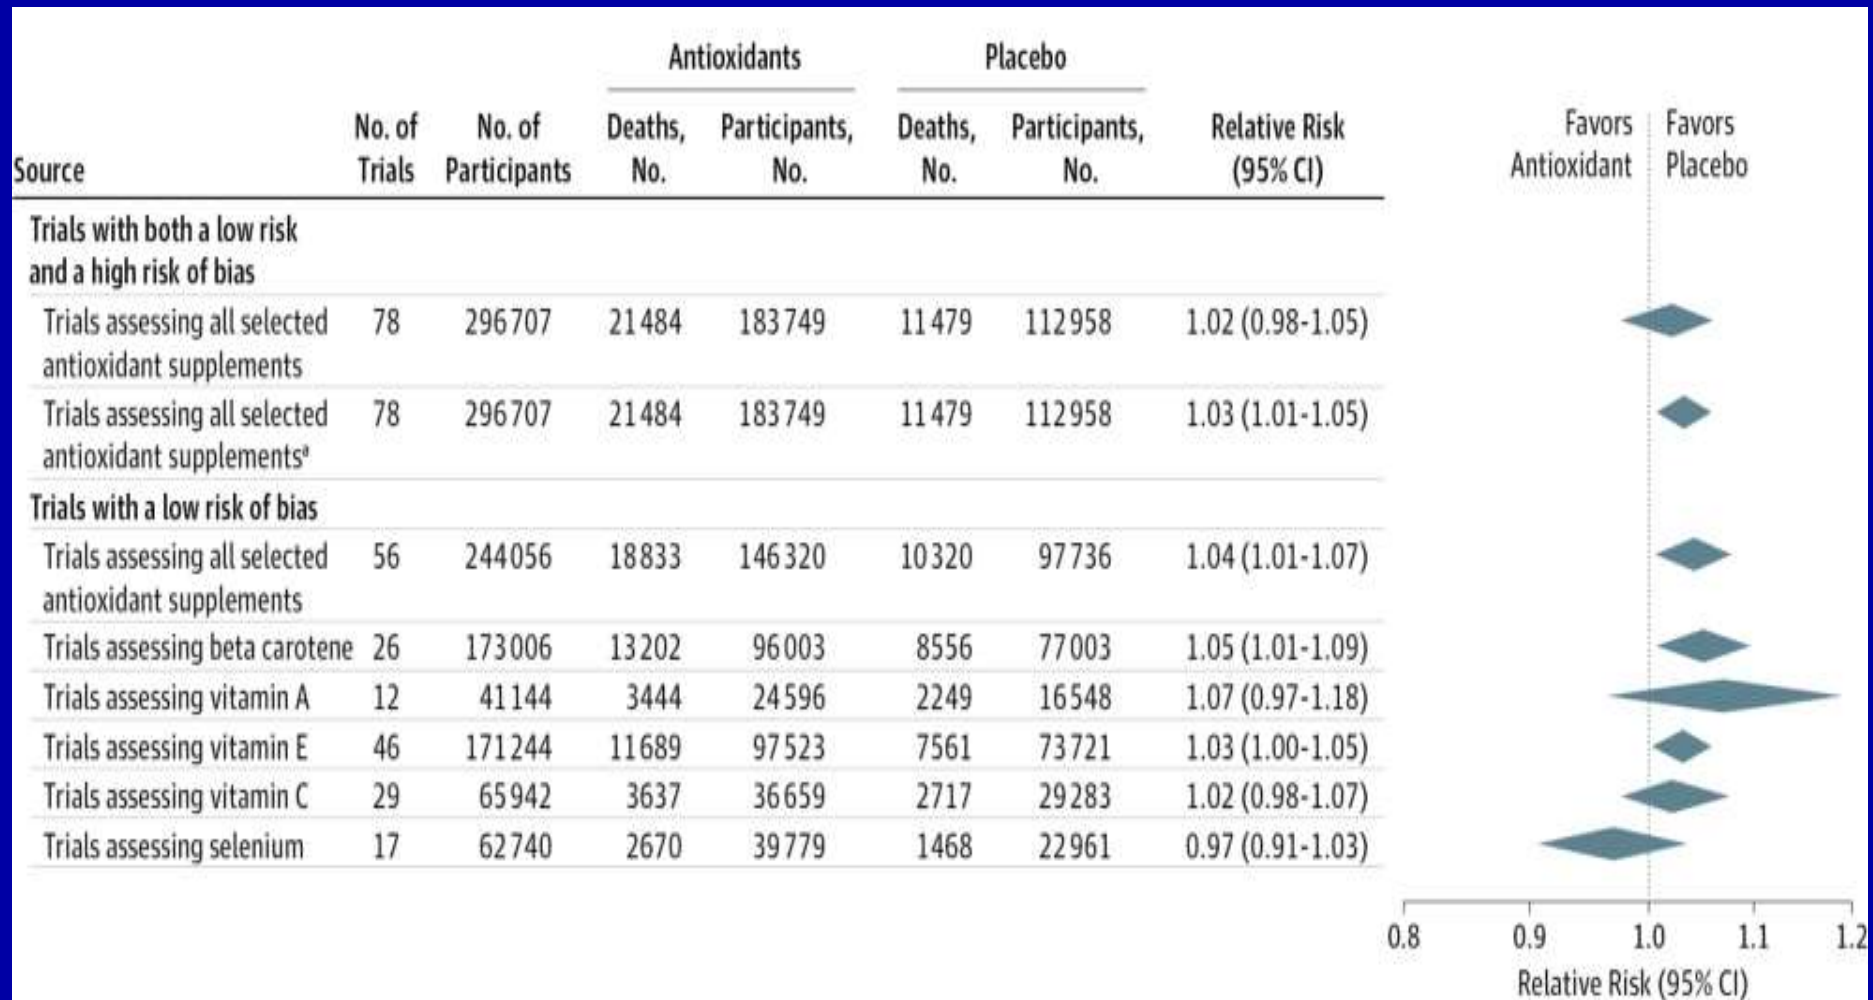 Antioxidants Placebo
No. of No. of Deaths, Participants, Deaths, Participants, Relative Risk Favors Favors
Source Trials Participants No. No. No. No. (95% CI) Antioxidant Placebo
Trials with both a low risk
and a high risk of bias
Trials assessing all selected 78 296707 21484 183749 11479 112958 1.02 (0.98-1.05)
antioxidant supplements
Trials assessing all selected 78 296707 21484 183749 11479 112958 1.03 (1.01-1.05)
antioxidant supplementsª
Trials with a low risk of bias
Trials assessing all selected 56 244056 18833 146320 10320 97736 1.04 (1.01-1.07)
antioxidant supplements
Trials assessing beta carotene 26 173006 13202 96003 8556 77003 1.05 (1.01-1.09)
Trials assessing vitamin A 12 41144 3444 24596 2249 16548 1.07 (0.97-1.18)
Trials assessing vitamin E 46 171244 11689 97523 7561 73721 1.03 (1.00-1.05)
Trials assessing vitamin C 29 65942 3637 36659 2717 29283 1.02 (0.98-1.07)
Trials assessing selenium 17 62740 2670 39779 1468 22961 0.97 (0.91-1.03)
0.8 0.9 1.0 1.1 1.2
Relative Risk (95% CI)